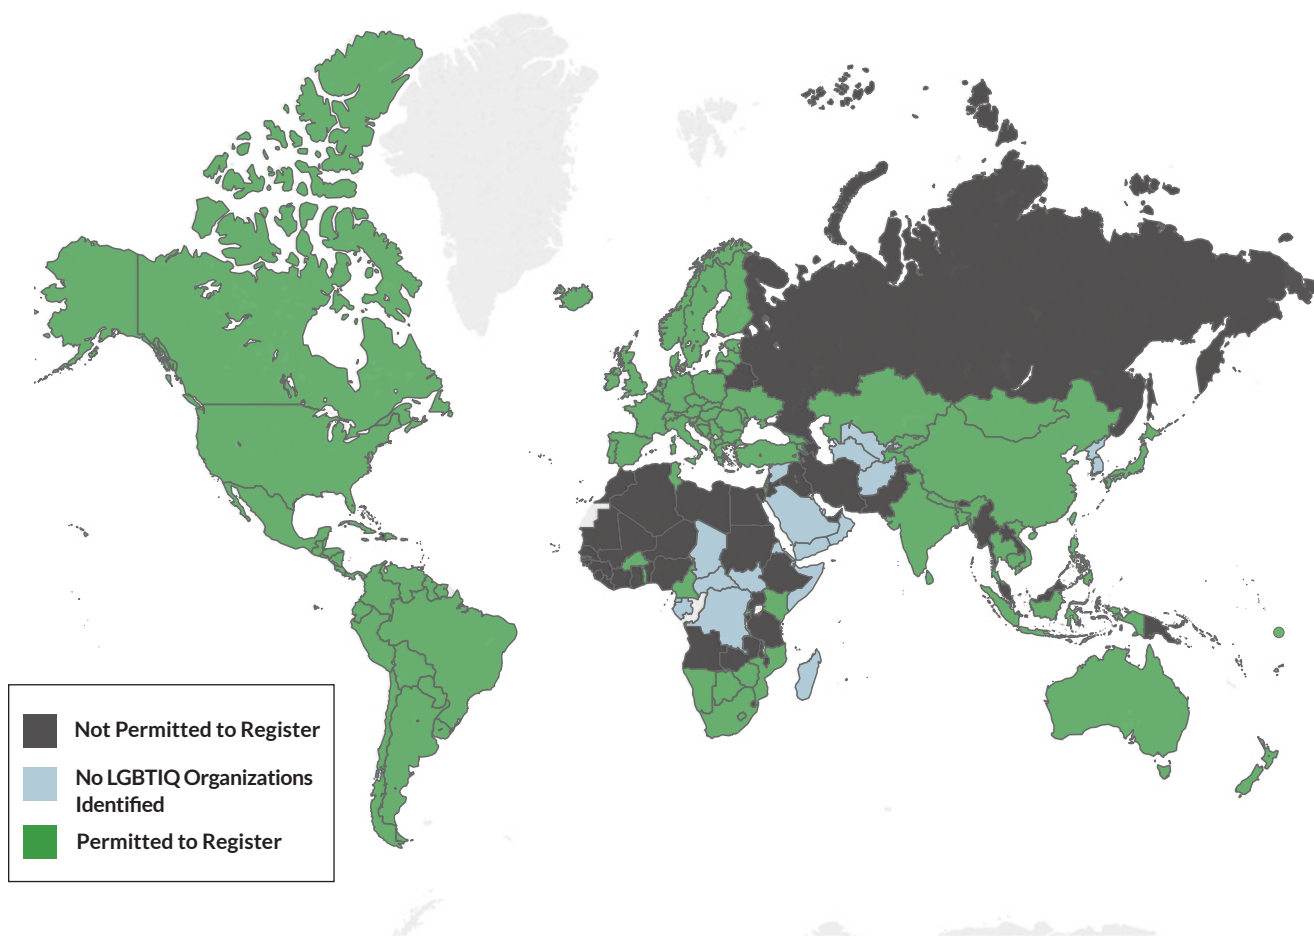 Not Permitted to Register
No LGBTIQ Organizations
Identified
Permitted to Register